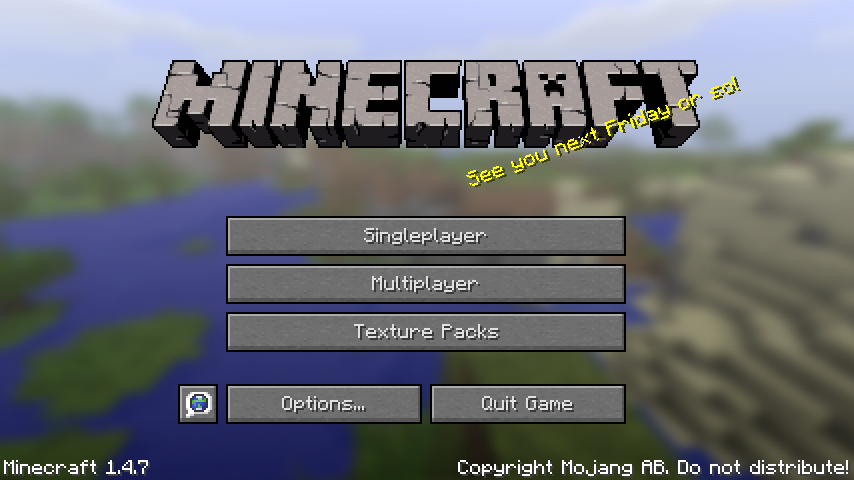 MINECRAFT
See you next Friday or so!
Singleplayer
Multiplayer
Texture Packs
Options...
Quit Game
Minecraft 1.4.7
Copyright Mojang AB. Do not distribute!